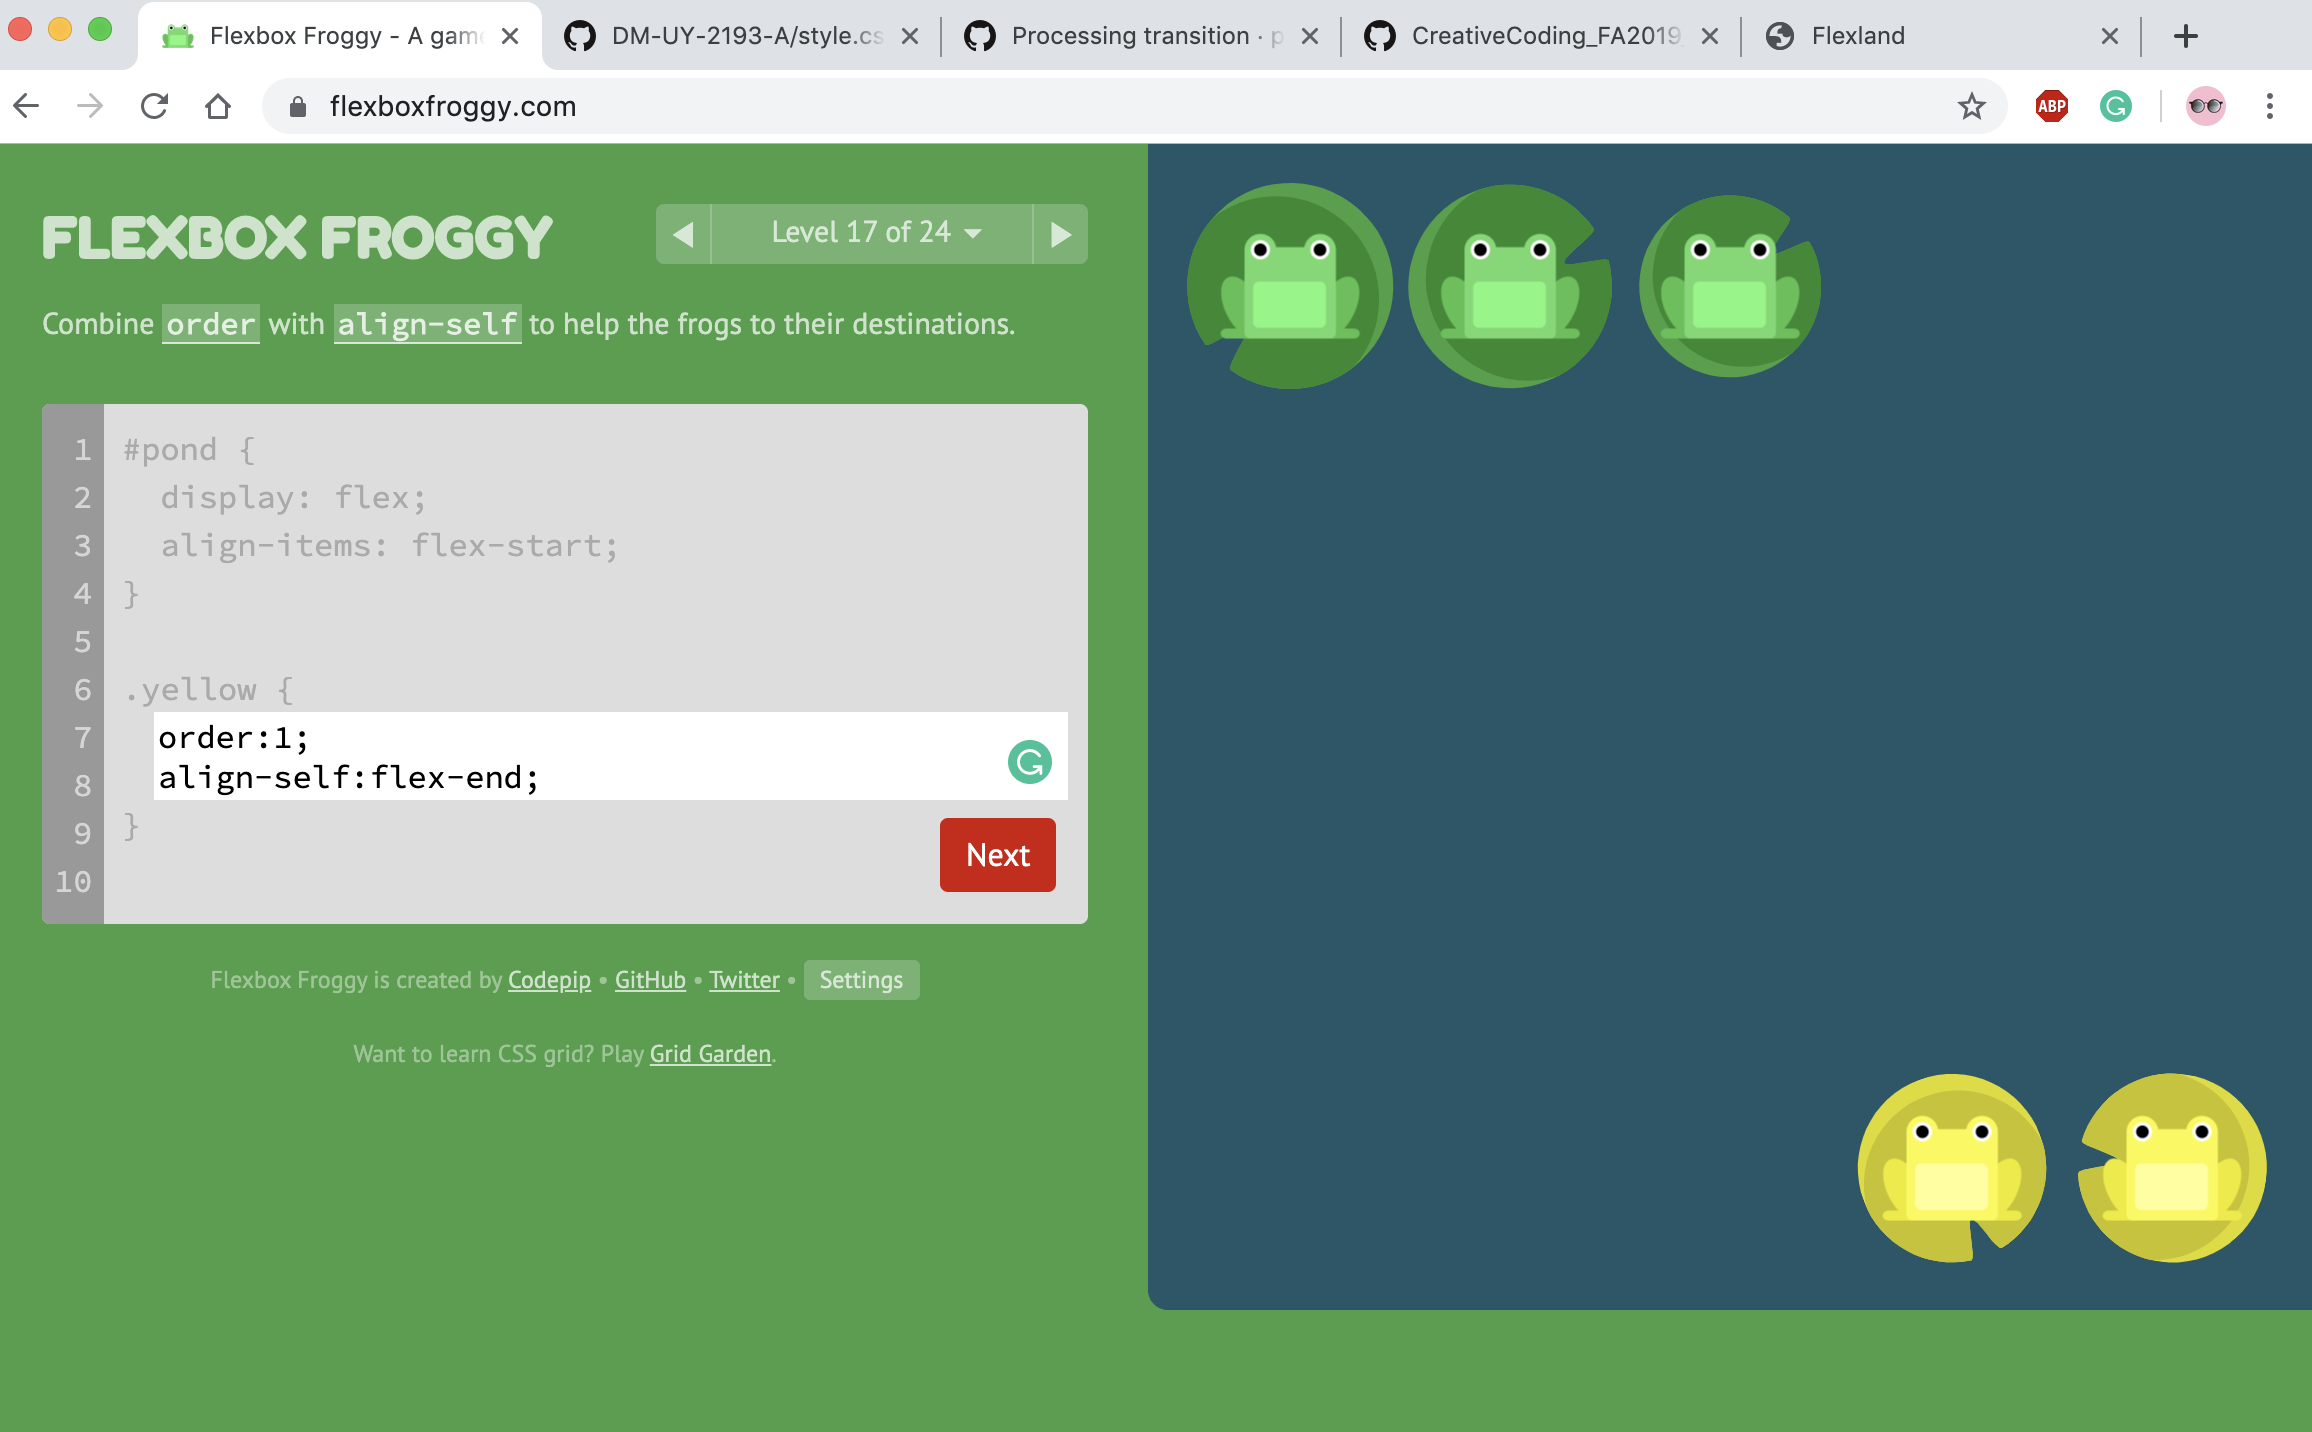 Flexbox Froggy - A game
DM-UY-2193-A/style.cs
Processing transition · p
CreativeCoding_FA2019_
Flexland
flexboxfroggy.com
ABP
FLEXBOX FROGGY
Level 17 of 24
Combine order with align-self to help the frogs to their destinations.
1 #pond {
2 display: flex;
3 align-items: flex-start;
4 }
5
6 .yellow {
7 order:1;
8 align-self:flex-end;
9 }
10
Next
Flexbox Froggy is created by Codepip • GitHub • Twitter • Settings
Want to learn CSS grid? Play Grid Garden.